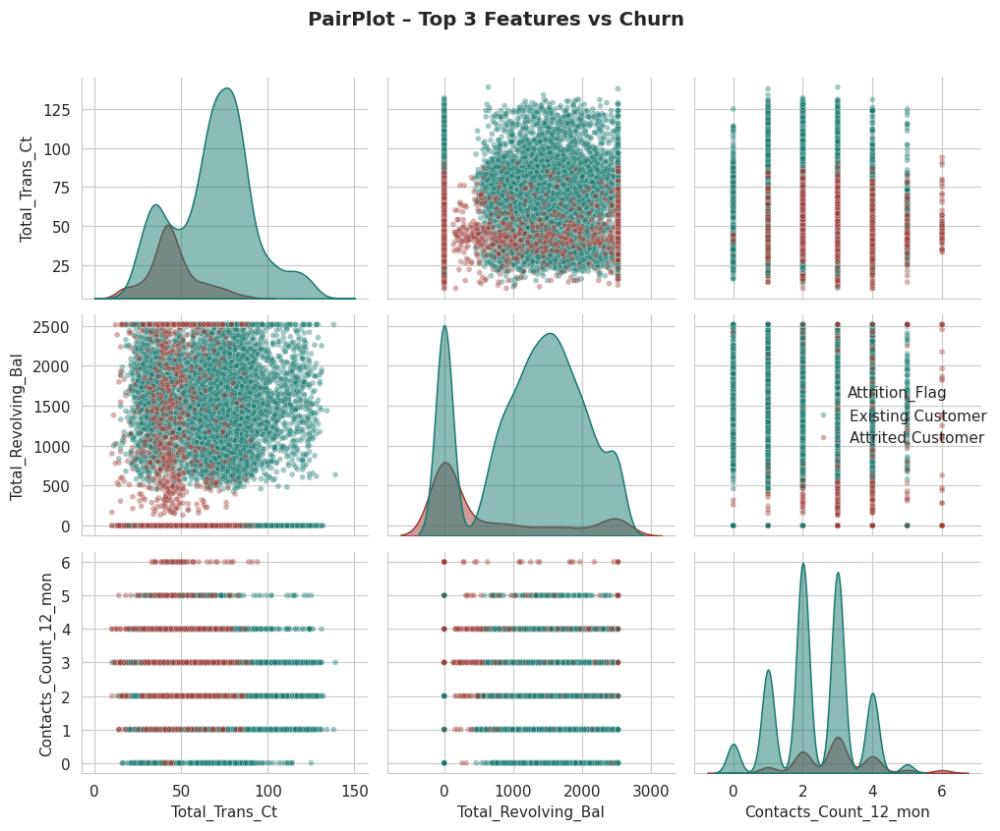 PairPlot – Top 3 Features vs Churn
Total_Trans_Ct
125
100
75
50
25
Total_Revolving_Bal
2500
2000
1500
1000
500
0
Attrition_Flag
Existing Customer
Attrited Customer
Contacts_Count_12_mon
6
5
4
3
2
1
0
0 50 100 150
0 1000 2000 3000
0 2 4 6
Total_Trans_Ct
Total_Revolving_Bal
Contacts_Count_12_mon